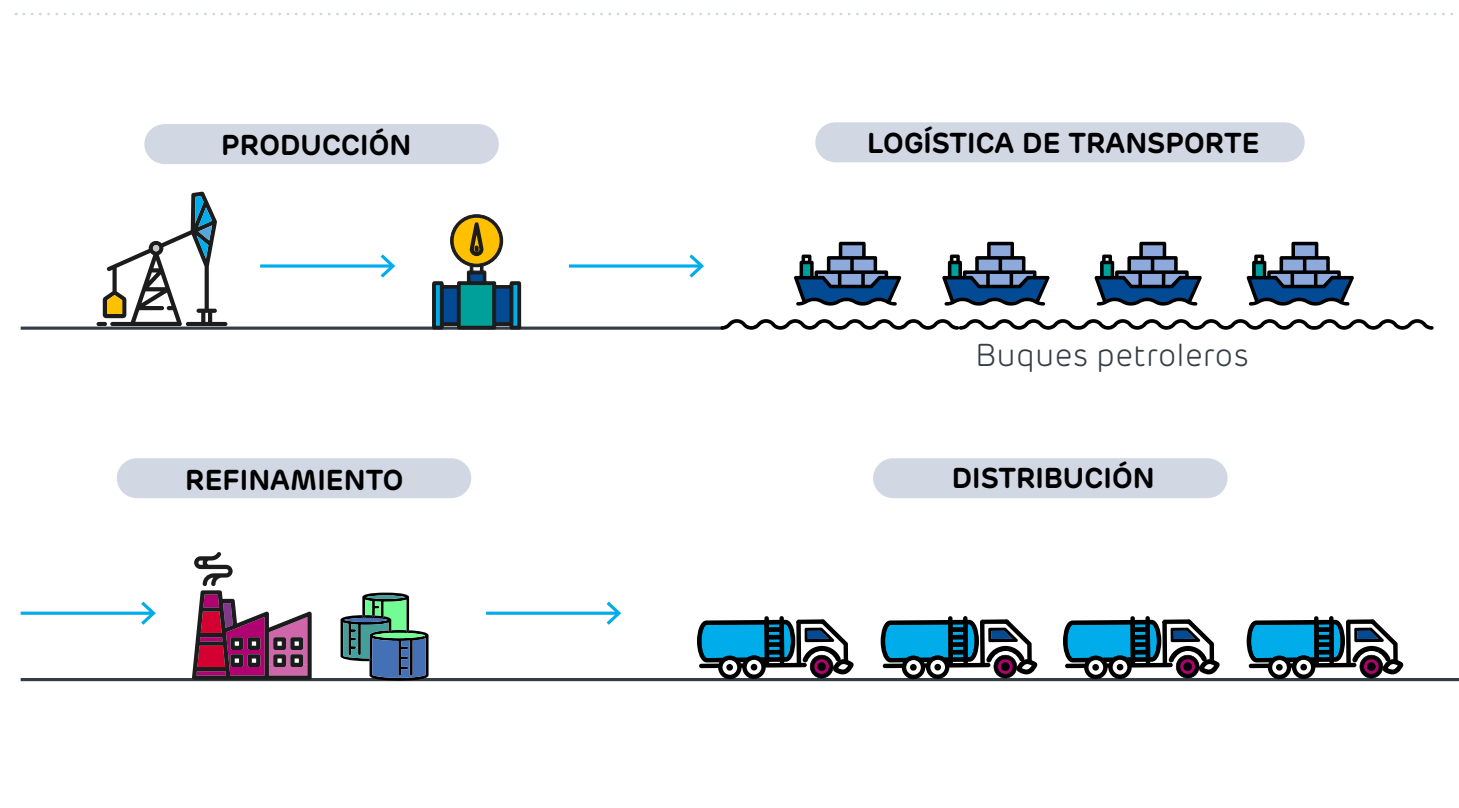 PRODUCCIÓN
LOGÍSTICA DE TRANSPORTE
Buques petroleros
REFINAMIENTO
DISTRIBUCIÓN